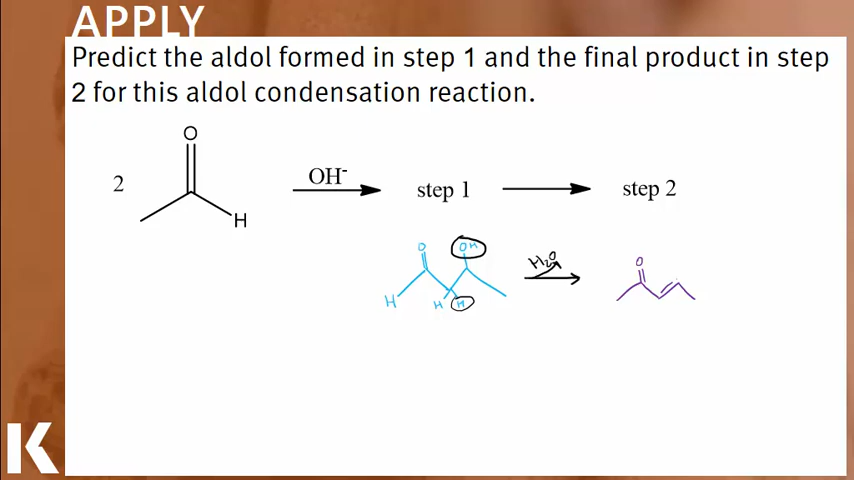 APPLY
Predict the aldol formed in step 1 and the final product in step
2 for this aldol condensation reaction.
O
2
H
OH-
step 1
step 2
O
OH
H
H
H
H₂O
O
K